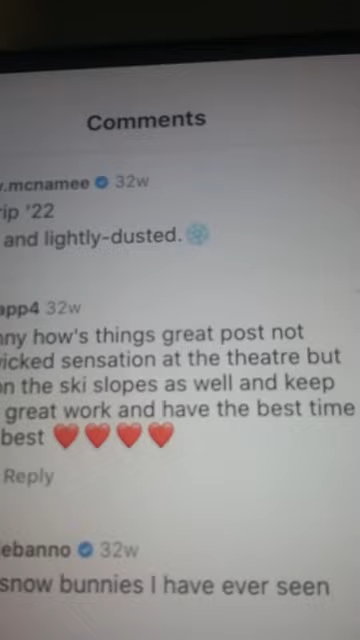 Comments
.mcnamee 32w
rip '22
and lightly-dusted.
app4 32w
nny how's things great post not
icked sensation at the theatre but
on the ski slopes as well and keep
great work and have the best time
best ❤️❤️❤️❤️
Reply
ebanno 32w
snow bunnies I have ever seen